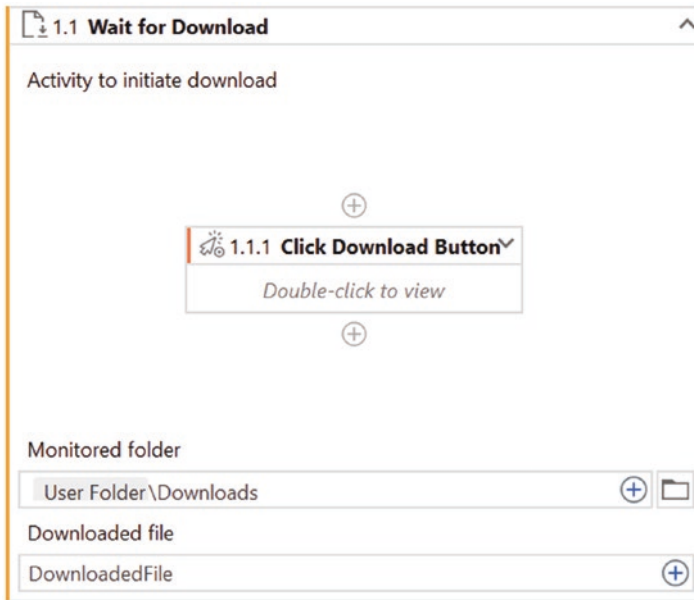 1.1 Wait for Download
Activity to initiate download
1.1.1 Click Download Button
Double-click to view
Monitored folder
User Folder\Downloads
Downloaded file
DownloadedFile